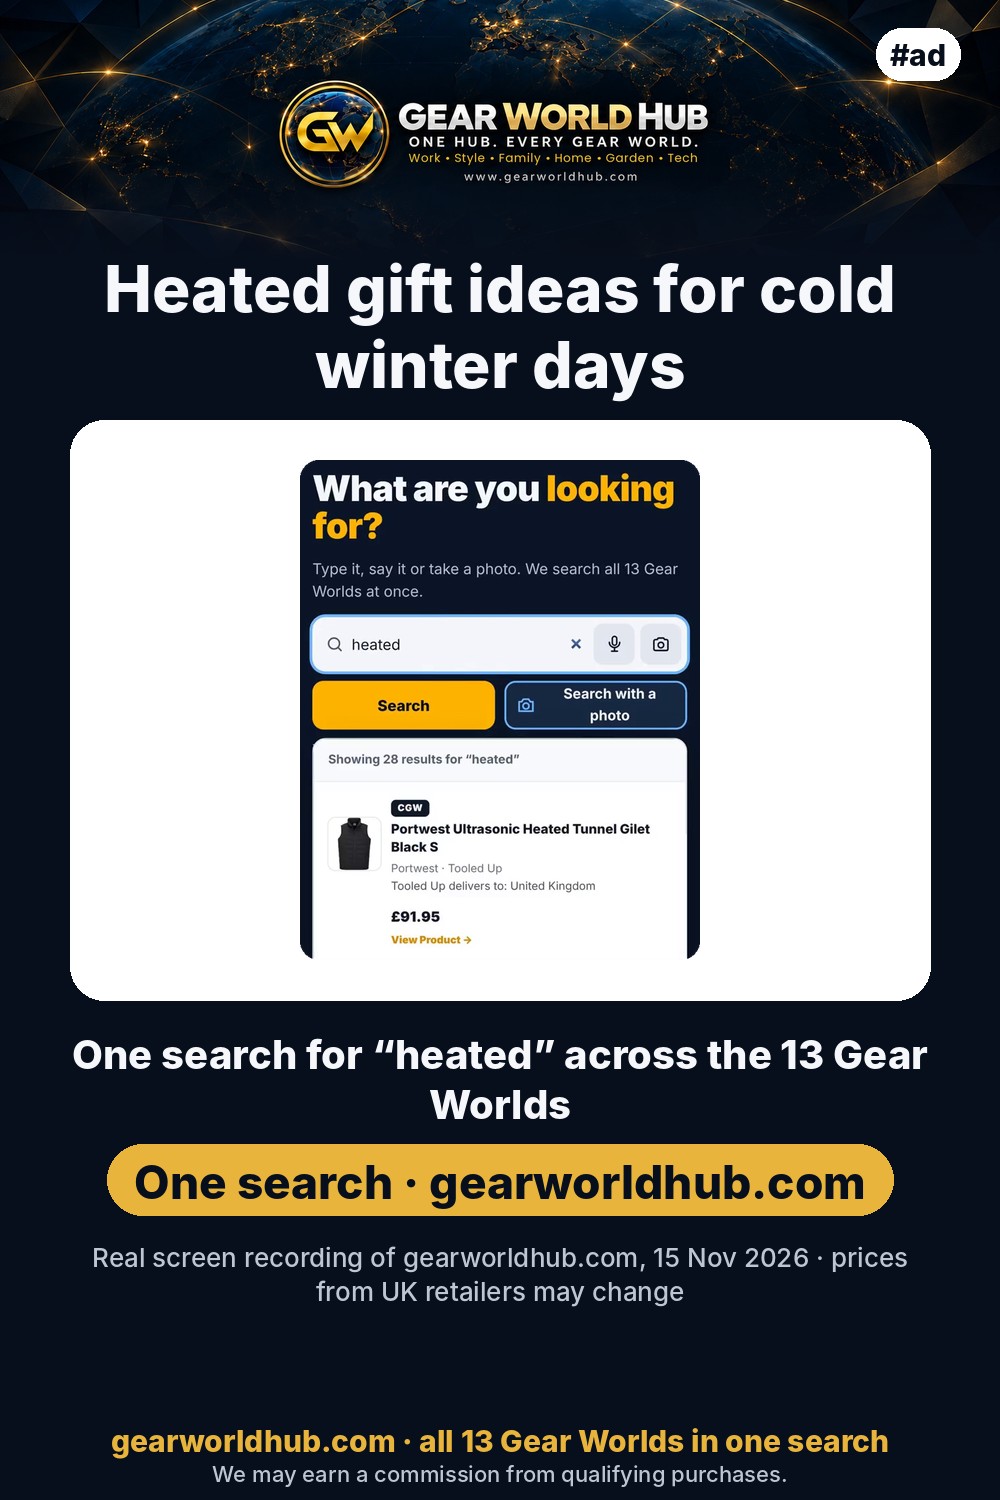 #ad
GW
GEAR WORLD HUB
ONE HUB. EVERY GEAR WORLD.
Work • Style • Family • Home • Garden • Tech
www.gearworldhub.com
Heated gift ideas for cold
winter days
What are you looking
for?
Type it, say it or take a photo. We search all 13 Gear
Worlds at once.
heated
Search
Search with a
photo
Showing 28 results for “heated”
CGW
Portwest Ultrasonic Heated Tunnel Gilet
Black S
Portwest · Tooled Up
Tooled Up delivers to: United Kingdom
£91.95
View Product →
One search for “heated” across the 13 Gear
Worlds
One search · gearworldhub.com
Real screen recording of gearworldhub.com, 15 Nov 2026 · prices
from UK retailers may change
gearworldhub.com · all 13 Gear Worlds in one search
We may earn a commission from qualifying purchases.